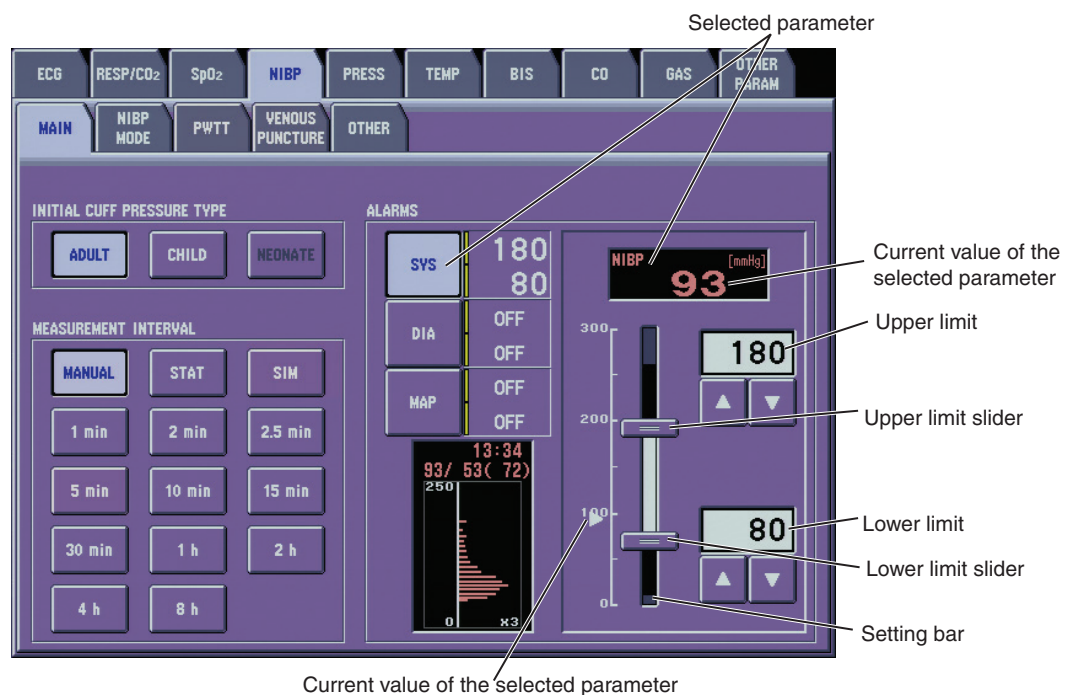 Selected parameter
ECG RESP/CO2 SpO2 NIBP PRESS TEMP BIS CO GAS OTHER PARAM
MAIN NIBP MODE PWTT VENOUS PUNCTURE OTHER
INITIAL CUFF PRESSURE TYPE
ADULT CHILD NEONATE
MEASUREMENT INTERVAL
MANUAL STAT SIM
1 min 2 min 2.5 min
5 min 10 min 15 min
30 min 1 h 2 h
4 h 8 h
ALARMS
SYS 180
80
DIA OFF
OFF
MAP OFF
OFF
13:34
93/ 53( 72)
250
0 x3
NIBP [mmHg]
93
300
200
100
0
180
80
Current value of the
selected parameter
Upper limit
Upper limit slider
Lower limit
Lower limit slider
Setting bar
Current value of the selected parameter